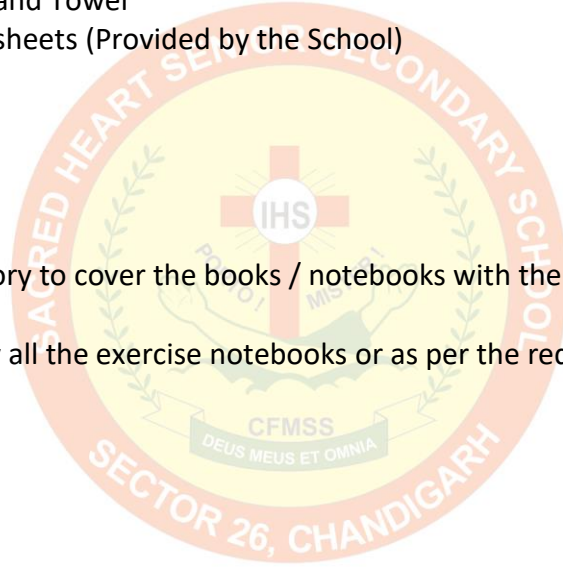 and Towel
sheets (Provided by the School)
SACRED HEART SENIOR SECONDARY SCHOOL
IHS
ory to cover the books / notebooks with the
all the exercise notebooks or as per the
CFMSS
DEUS MEUS ET OMNIA
SECTOR 26, CHANDIGARH